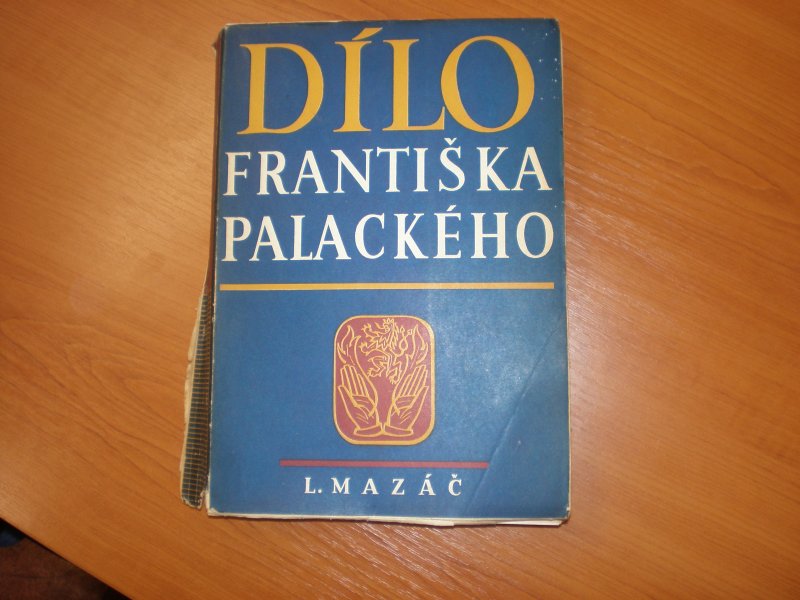 DÍLO
FRANTIŠKA
PALACKÉHO
L. MAZÁČ